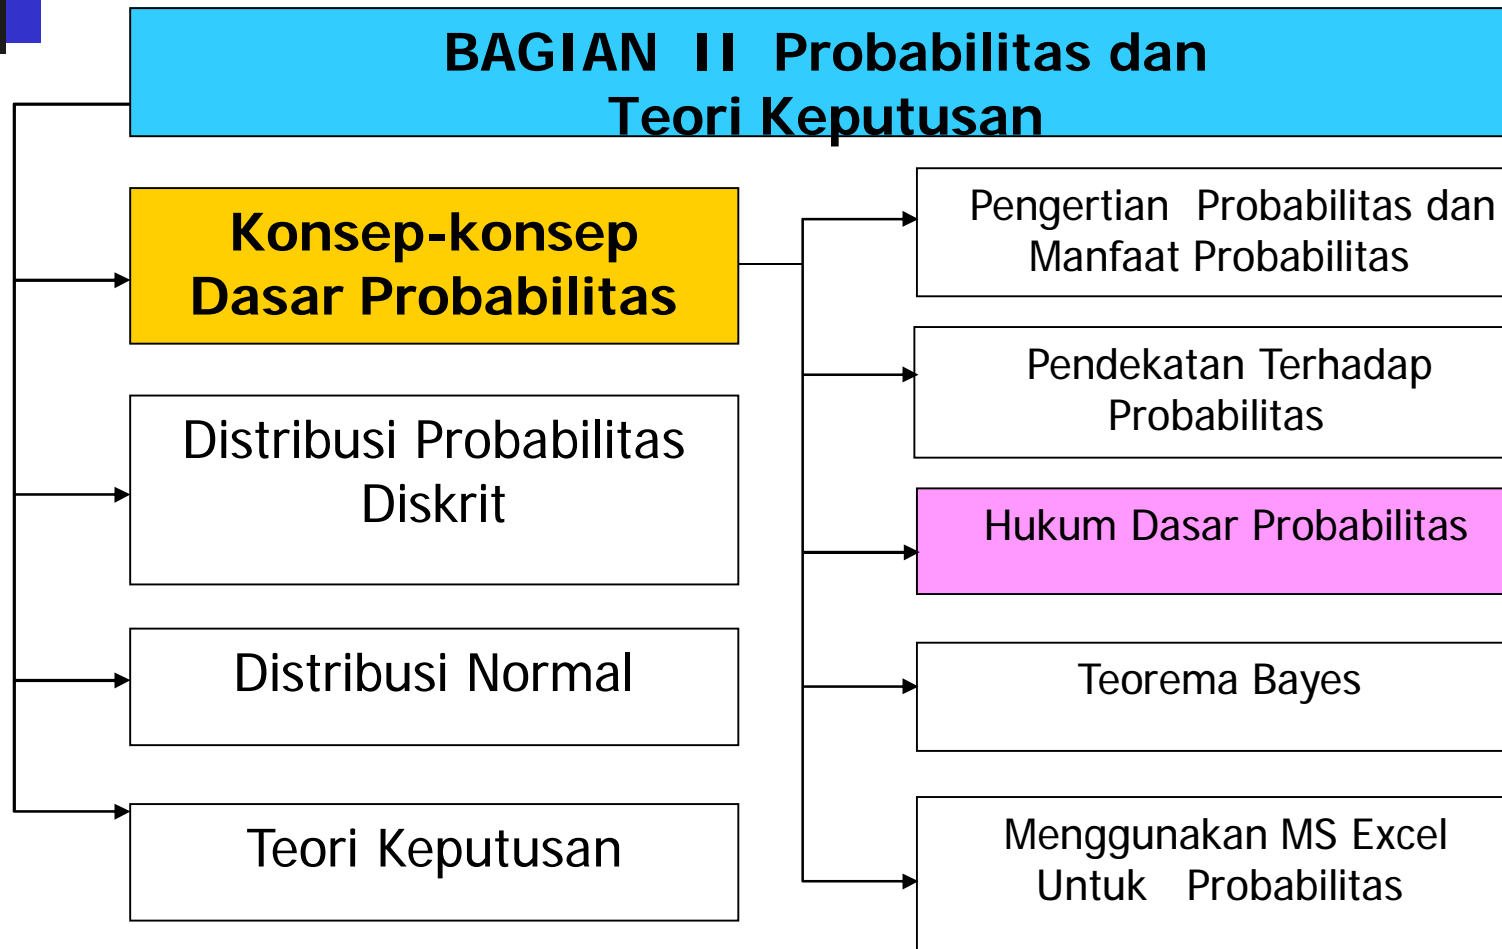 BAGIAN II Probabilitas dan
Teori Keputusan
Konsep-konsep
Dasar Probabilitas
Distribusi Probabilitas
Diskrit
Distribusi Normal
Teori Keputusan
Pengertian Probabilitas dan
Manfaat Probabilitas
Pendekatan Terhadap
Probabilitas
Hukum Dasar Probabilitas
Teorema Bayes
Menggunakan MS Excel
Untuk Probabilitas